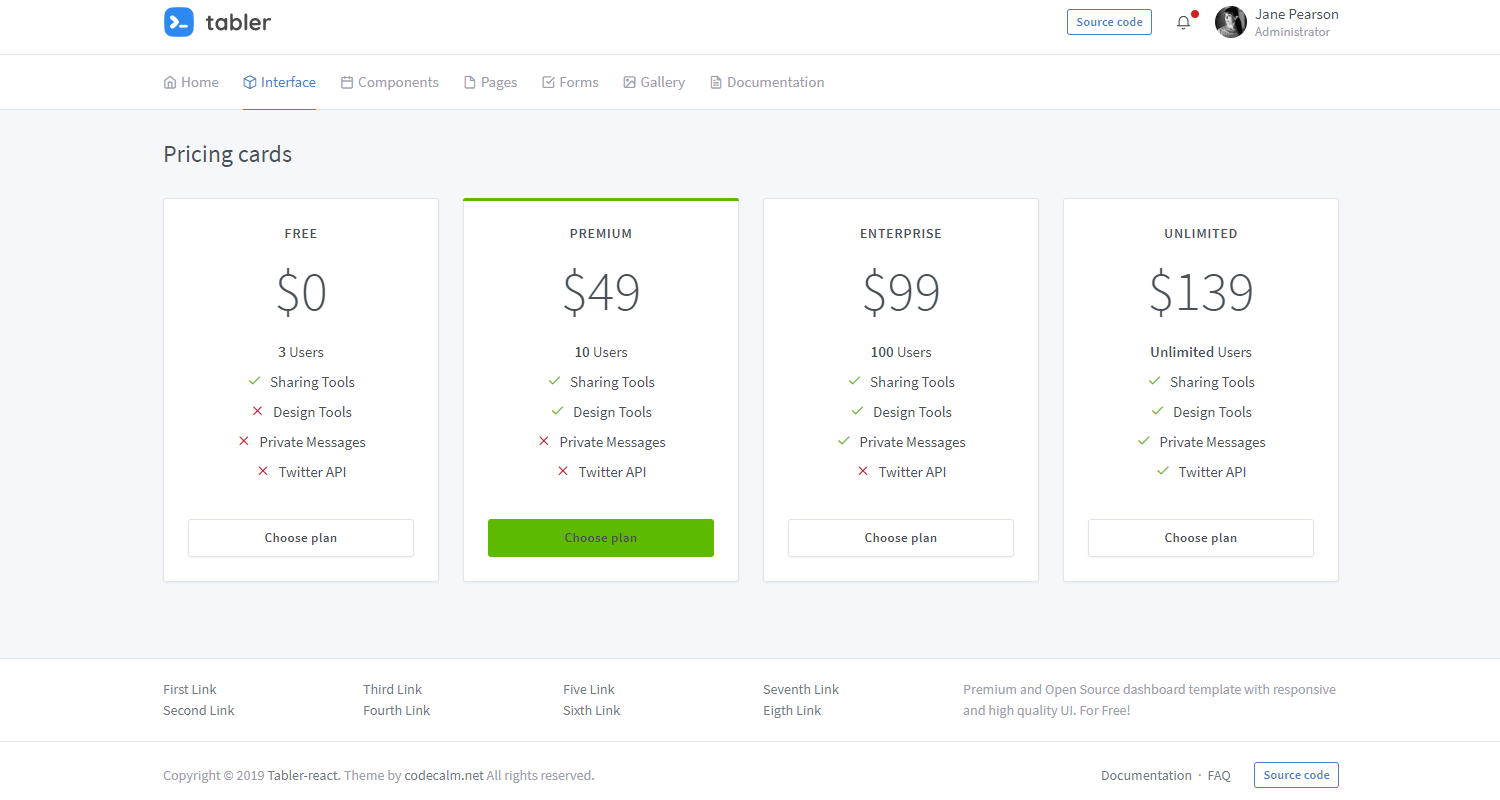 tabler
Source code
Jane Pearson
Administrator
Home
Interface
Components
Pages
Forms
Gallery
Documentation
Pricing cards
FREE
$0
3 Users
Sharing Tools
Design Tools
Private Messages
Twitter API
Choose plan
PREMIUM
$49
10 Users
Sharing Tools
Design Tools
Private Messages
Twitter API
Choose plan
ENTERPRISE
$99
100 Users
Sharing Tools
Design Tools
Private Messages
Twitter API
Choose plan
UNLIMITED
$139
Unlimited Users
Sharing Tools
Design Tools
Private Messages
Twitter API
Choose plan
First Link
Second Link
Third Link
Fourth Link
Five Link
Sixth Link
Seventh Link
Eigth Link
Premium and Open Source dashboard template with responsive
and high quality UI. For Free!
Copyright © 2019 Tabler-react. Theme by codecalm.net All rights reserved.
Documentation · FAQ
Source code